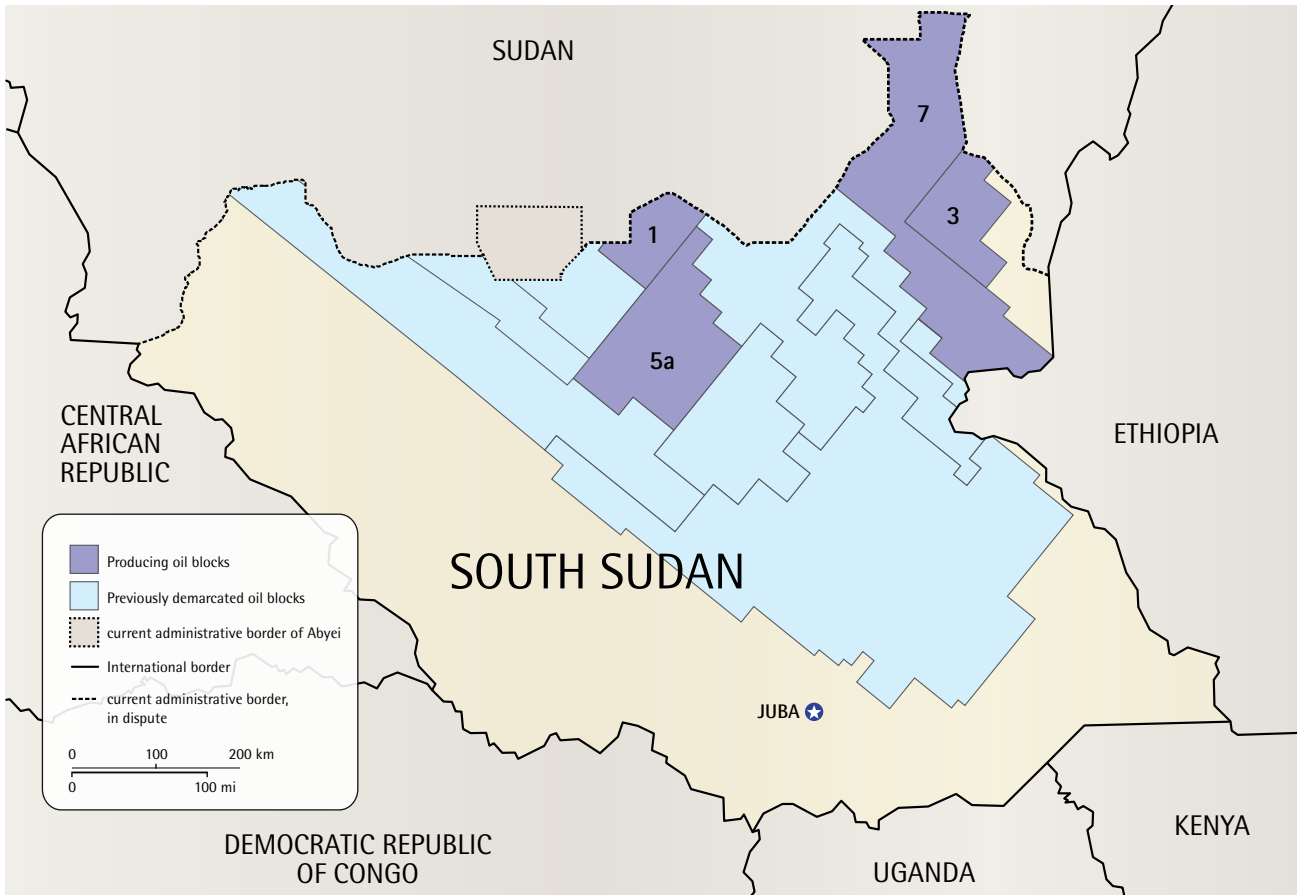 SUDAN
7
3
1
5a
CENTRAL
AFRICAN
REPUBLIC
ETHIOPIA
SOUTH SUDAN
Producing oil blocks
Previously demarcated oil blocks
current administrative border of Abyei
International border
current administrative border,
in dispute
0 100 200 km
0 100 mi
JUBA
DEMOCRATIC REPUBLIC
OF CONGO
UGANDA
KENYA